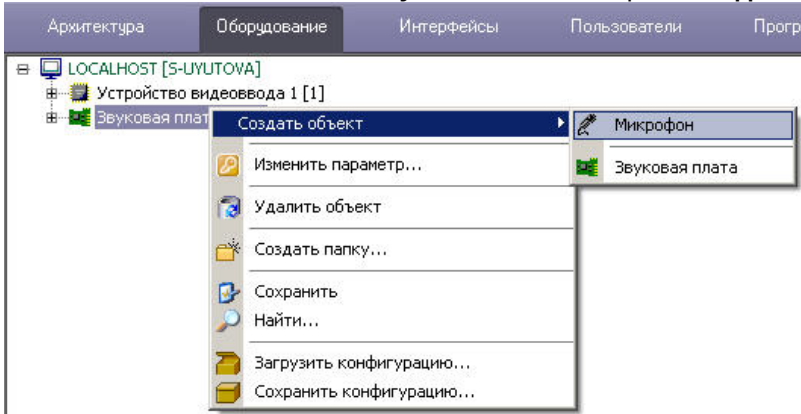 Архитектура Оборудование Интерфейсы Пользователи Прогр
LOCALHOST [S-UYUTOVA]
Устройство видеоввода 1 [1]
Звуковая плат
Создать объект
Микрофон
Звуковая плата
Изменить параметр...
Удалить объект
Создать папку...
Сохранить
Найти...
Загрузить конфигурацию...
Сохранить конфигурацию...